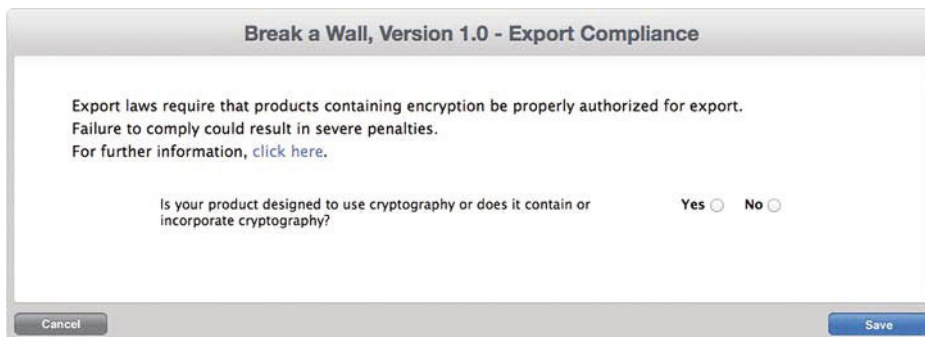 Break a Wall, Version 1.0 - Export Compliance
Export laws require that products containing encryption be properly authorized for export.
Failure to comply could result in severe penalties.
For further information, click here.
Is your product designed to use cryptography or does it contain or Yes No
incorporate cryptography?
Cancel Save